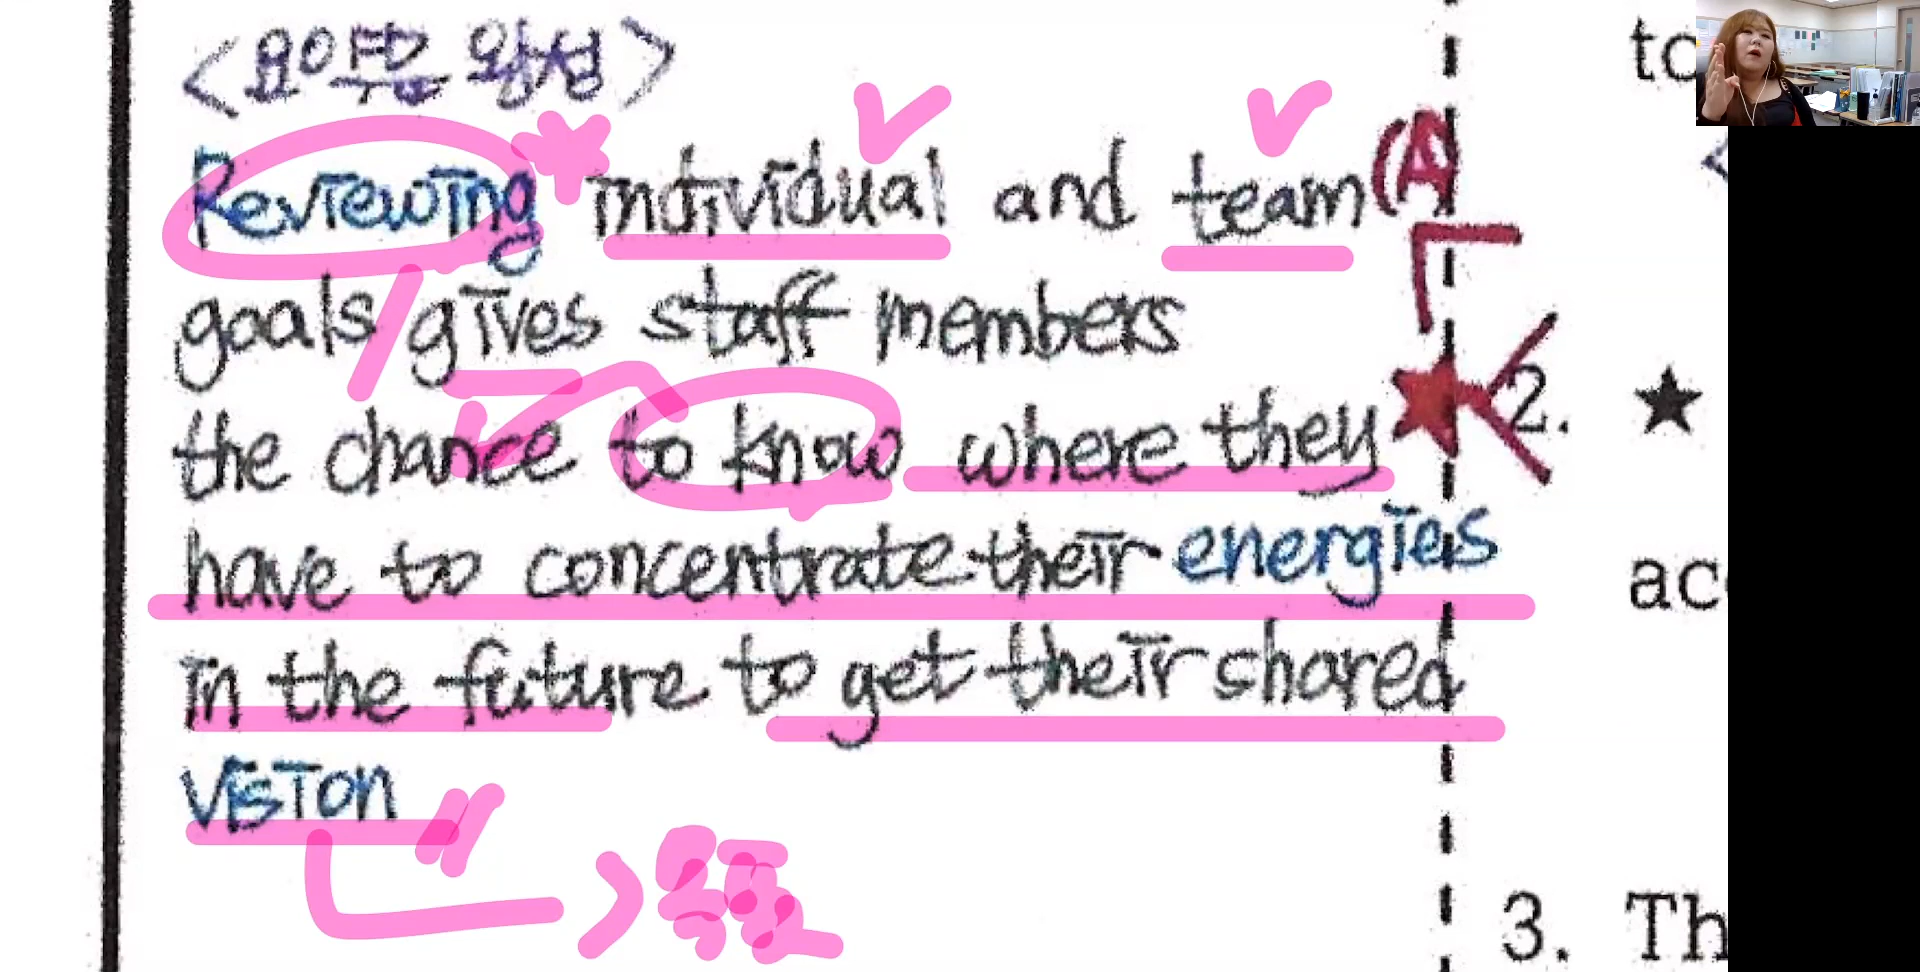 <요약문 완성>
Reviewing individual and team (A)
goals gives staff members
the chance to know where they
have to concentrate their energies
in the future to get their shared
vision
to
2. ★
ac
3. Th